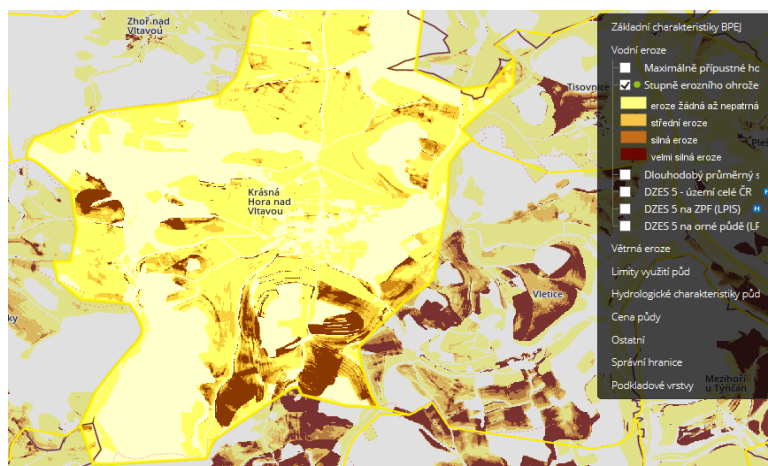 Zhoř nad
Vltavou
Krásná
Hora nad
Vltavou
Tisovnice
Vletice
Mezihoří
u Týnčan
Základní charakteristiky BPEJ
Vodní eroze
Maximálně přípustné ho
Stupně erozního ohrože
eroze žádná až nepatrná
střední eroze
silná eroze
velmi silná eroze
Dlouhodobý průměrný s
DZES 5 - území celé ČR
DZES 5 na ZPF (LPIS)
DZES 5 na orné půdě (LF
Větrná eroze
Limity využití půd
Hydrologické charakteristiky půd
Cena půdy
Ostatní
Správní hranice
Podkladové vrstvy